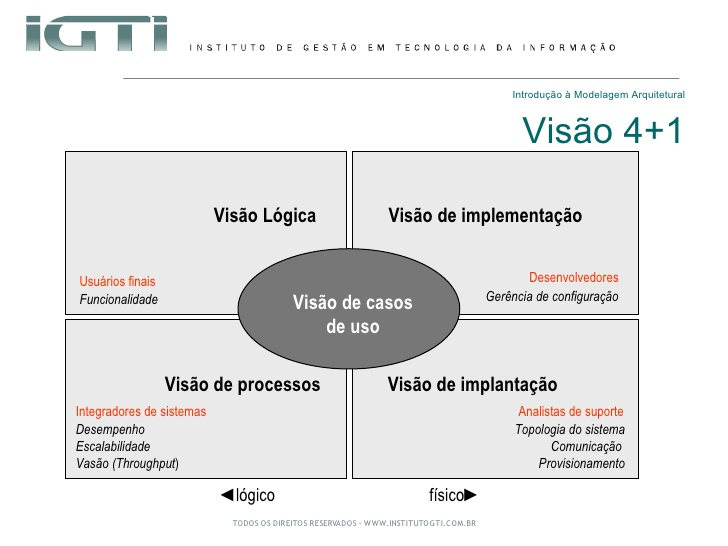 IGTI
INSTITUTO DE GESTÃO EM TECNOLOGIA DA INFORMAÇÃO
Introdução à Modelagem Arquitetural
Visão 4+1
Visão Lógica
Usuários finais
Funcionalidade
Visão de implementação
Desenvolvedores
Gerência de configuração
Visão de casos
de uso
Visão de processos
Integradores de sistemas
Desempenho
Escalabilidade
Vasão (Throughput)
Visão de implantação
Analistas de suporte
Topologia do sistema
Comunicação
Provisionamento
◄lógico
físico►
TODOS OS DIREITOS RESERVADOS - WWW.INSTITUTOGTI.COM.BR